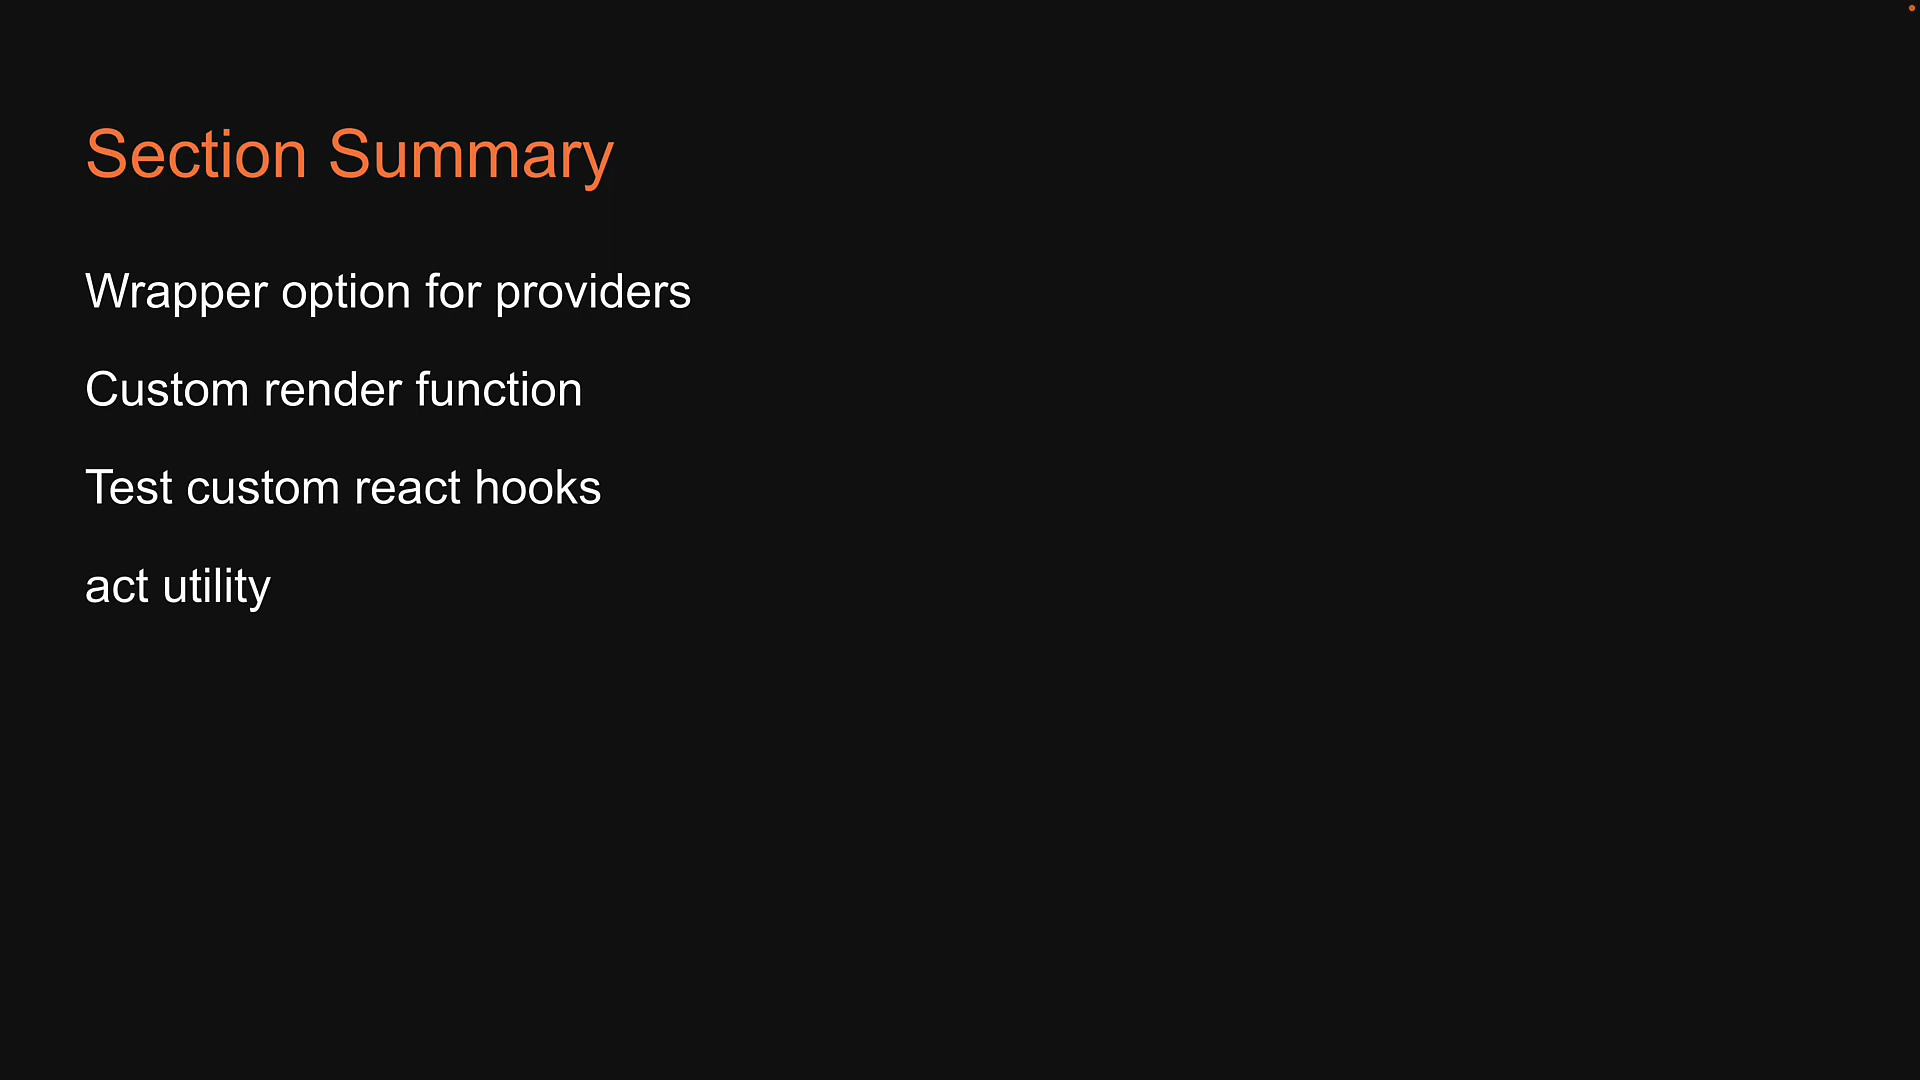 Section Summary
Wrapper option for providers
Custom render function
Test custom react hooks
act utility